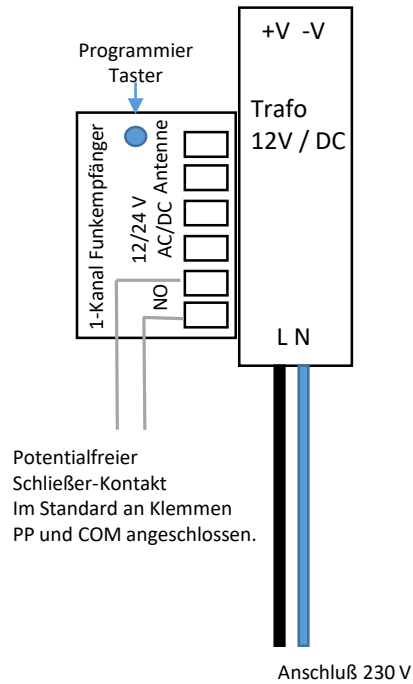 Programmier
Taster
+V -V
Trafo
12V / DC
1-Kanal Funkempfänger
12/24 V
AC/DC
Antenne
NO
L N
Potentialfreier
Schließer-Kontakt
Im Standard an Klemmen
PP und COM angeschlossen.
Anschluß 230 V